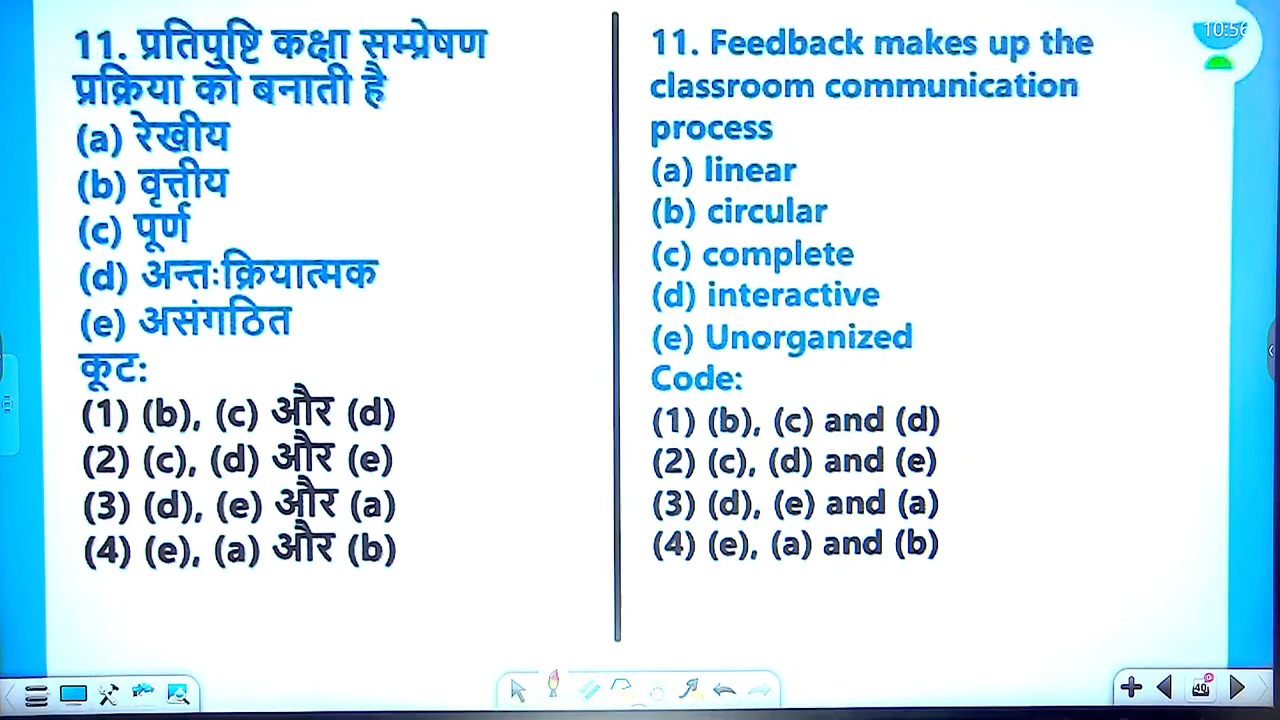 11. प्रतिपुष्टि कक्षा सम्प्रेषण
प्रक्रिया को बनाती है
(a) रेखीय
(b) वृत्तीय
(c) पूर्ण
(d) अन्तःक्रियात्मक
(e) असंगठित
कूटः
(1) (b), (c) और (d)
(2) (c), (d) और (e)
(3) (d), (e) और (a)
(4) (e), (a) और (b)
11. Feedback makes up the
classroom communication
process
(a) linear
(b) circular
(c) complete
(d) interactive
(e) Unorganized
Code:
(1) (b), (c) and (d)
(2) (c), (d) and (e)
(3) (d), (e) and (a)
(4) (e), (a) and (b)
10:56
40